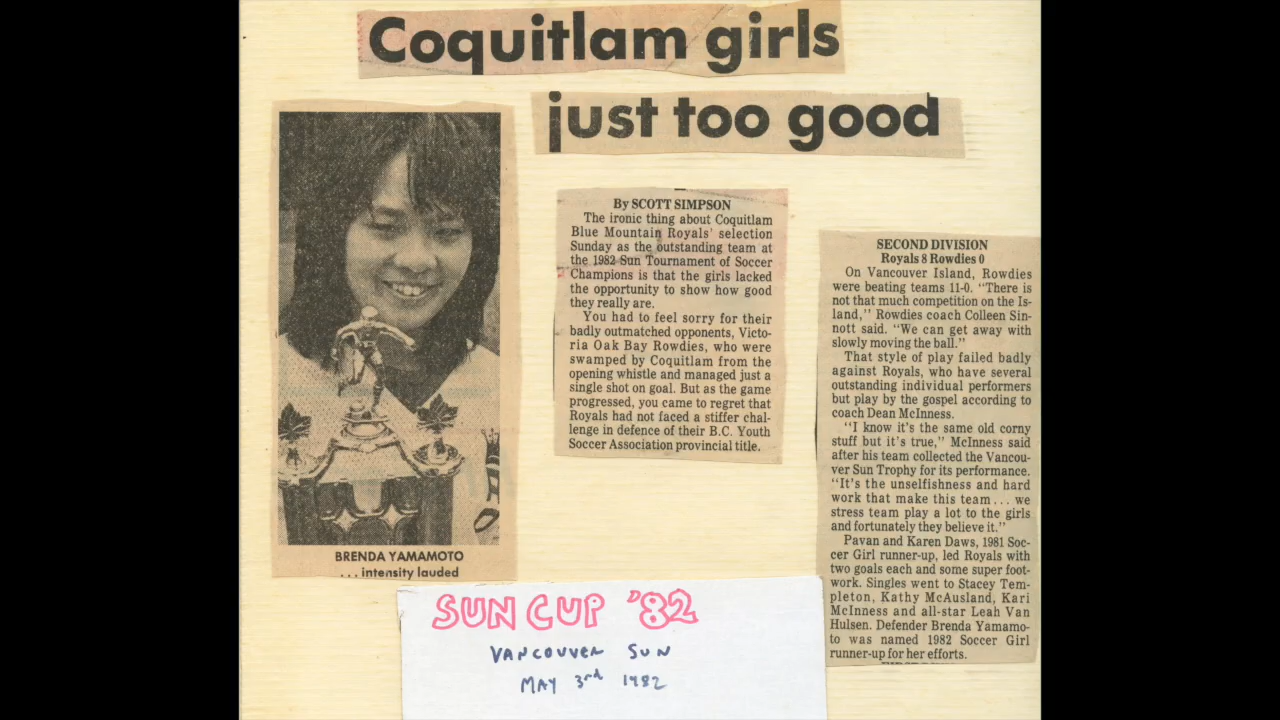 Coquitlam girls
just too good
BRENDA YAMAMOTO
...intensity lauded
By SCOTT SIMPSON
The ironic thing about Coquitlam
Blue Mountain Royals' selection
Sunday as the outstanding team at
the 1982 Sun Tournament of Soccer
Champions is that the girls lacked
the opportunity to show how good
they really are.
You had to feel sorry for their
badly outmatched opponents, Victo-
ria Oak Bay Rowdies, who were
swamped by Coquitlam from the
opening whistle and managed just a
single shot on goal. But as the game
progressed, you came to regret that
Royals had not faced a stiffer chal-
lenge in defence of their B.C. Youth
Soccer Association provincial title.
SECOND DIVISION
Royals 8 Rowdies 0
On Vancouver Island, Rowdies
were beating teams 11-0. "There is
not that much competition on the Is-
land," Rowdies coach Colleen Sin-
nott said. "We can get away with
slowly moving the ball."
That style of play failed badly
against Royals, who have several
outstanding individual performers
but play by the gospel according to
coach Dean McInness.
"I know it's the same old corny
stuff but it's true," McInness said
after his team collected the Vancou-
ver Sun Trophy for its performance.
"It's the unselfishness and hard
work that make this team... we
stress team play a lot to the girls
and fortunately they believe it."
Pavan and Karen Daws, 1981 Soc-
cer Girl runner-up, led Royals with
two goals each and some super foot-
work. Singles went to Stacey Tem-
pleton, Kathy McAusland, Kari
McInness and all-star Leah Van
Hulsen. Defender Brenda Yamamo-
to was named 1982 Soccer Girl
runner-up for her efforts.
SUN CUP '82
VANCOUVER SUN
MAY 3rd 1982